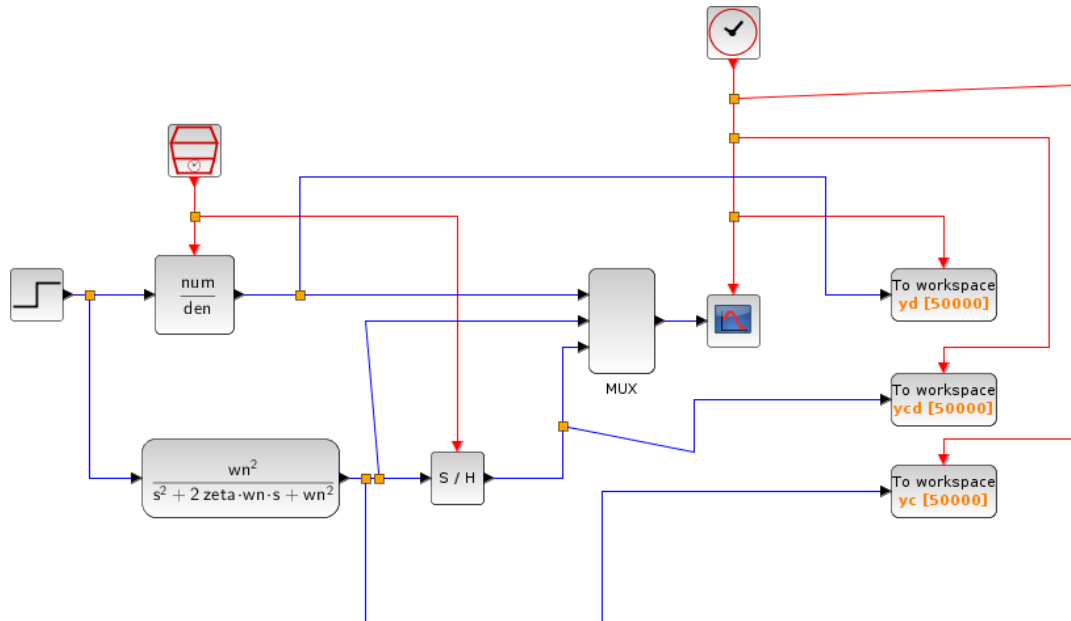 num
den
To workspace
yd [50000]
MUX
To workspace
ycd [50000]
wn²
s² + 2 zeta·wn·s + wn²
S / H
To workspace
yc [50000]